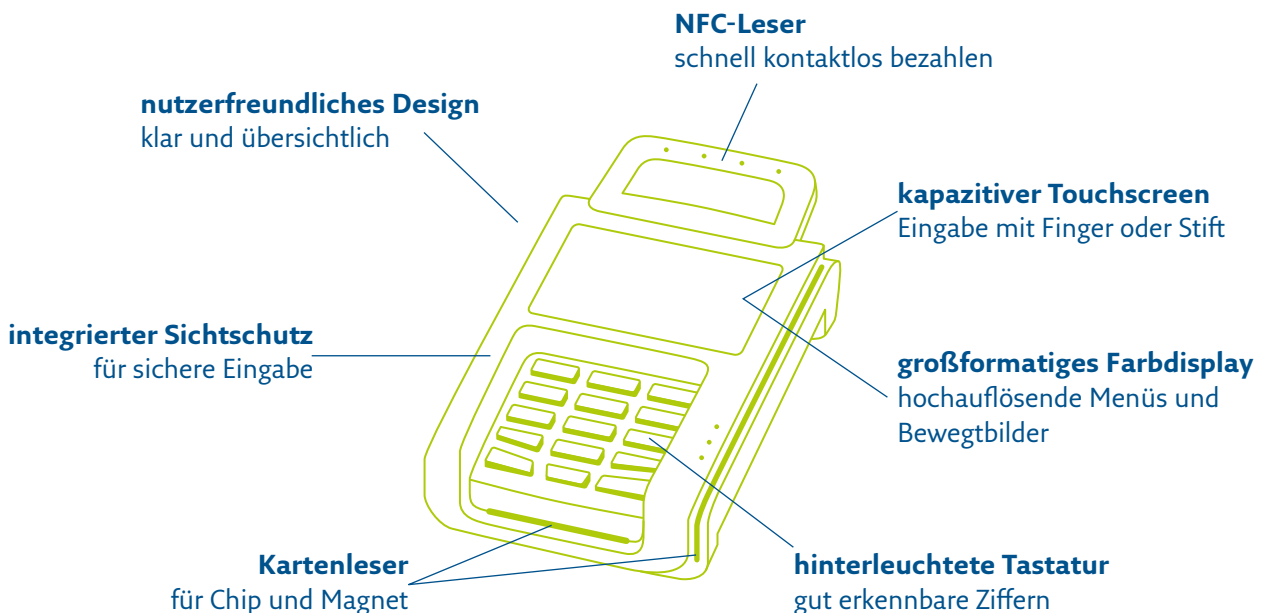 NFC-Leser
schnell kontaktlos bezahlen
nutzerfreundliches Design
klar und übersichtlich
kapazitiver Touchscreen
Eingabe mit Finger oder Stift
integrierter Sichtschutz
für sichere Eingabe
großformatiges Farbdisplay
hochauflösende Menüs und
Bewegtbilder
Kartenleser
für Chip und Magnet
hinterleuchtete Tastatur
gut erkennbare Ziffern